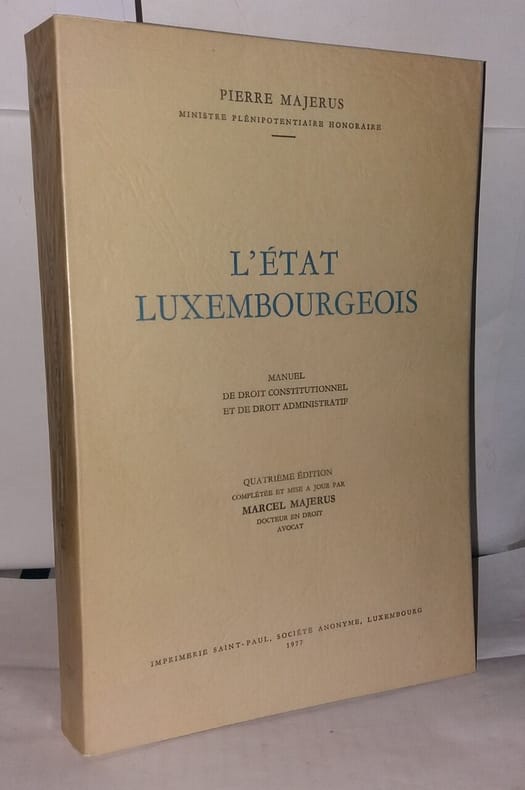 PIERRE MAJERUS
MINISTRE PLÉNIPOTENTIAIRE HONORAIRE
L'ÉTAT
LUXEMBOURGEOIS
MANUEL
DE DROIT CONSTITUTIONNEL
ET DE DROIT ADMINISTRATIF
QUATRIÈME ÉDITION
COMPLÉTÉE ET MISE A JOUR PAR
MARCEL MAJERUS
DOCTEUR EN DROIT
AVOCAT
IMPRIMERIE SAINT-PAUL, SOCIÉTÉ ANONYME, LUXEMBOURG
1977